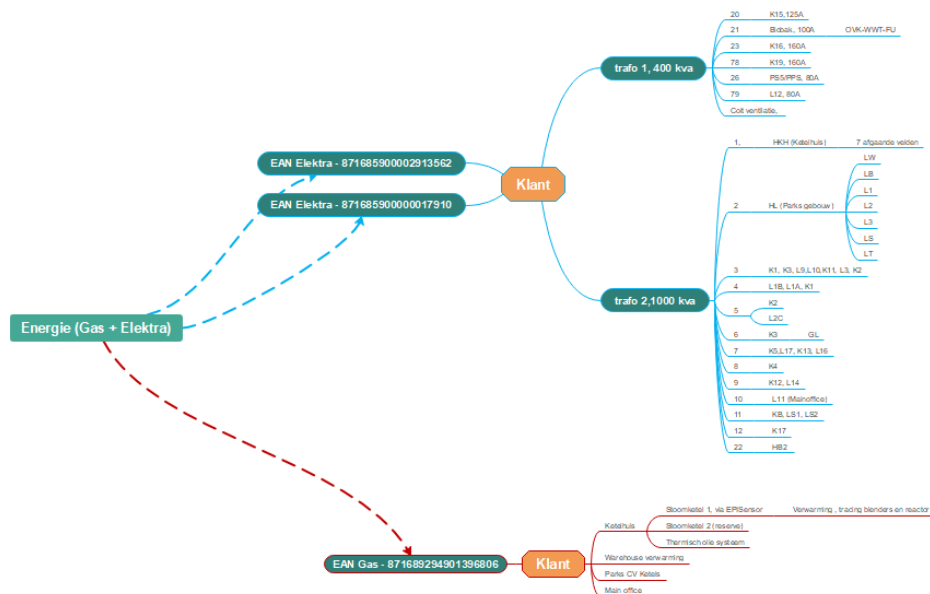 20 K15,125A
21 Bidbak, 100A OVK-WWT-FU
23 K16, 160A
trafo 1, 400 kva
78 K19, 160A
26 PS5/PPS, 80A
79 L12, 80A
Colt ventilatie,
1, HKH (Ketelhuis) 7 afgaande velden
EAN Elektra - 871685900002913562
Klant
EAN Elektra - 871685900000017910
LW
LB
L1
2 HL (Parks gebouw) L2
L3
LS
LT
3 K1, K3, L9,L10,K11, L3, K2
4 L1B, L1A, K1
trafo 2,1000 kva
5 K2
L2C
Energie (Gas + Elektra)
6 K3 GL
7 K5,L17, K13, L16
8 K4
9 K12, L14
10 L11 (Mainoffice)
11 KB, LS1, LS2
12 K17
22 HB2
Stoomketel 1, via EPISensor Verwarming , tracing blenders en reactor
Ketelhuis Stoomketel 2 (reserve)
Thermisch olie systeem
EAN Gas - 871689294901396806
Klant
Warehouse verwarming
Parks CV Ketels
Main office